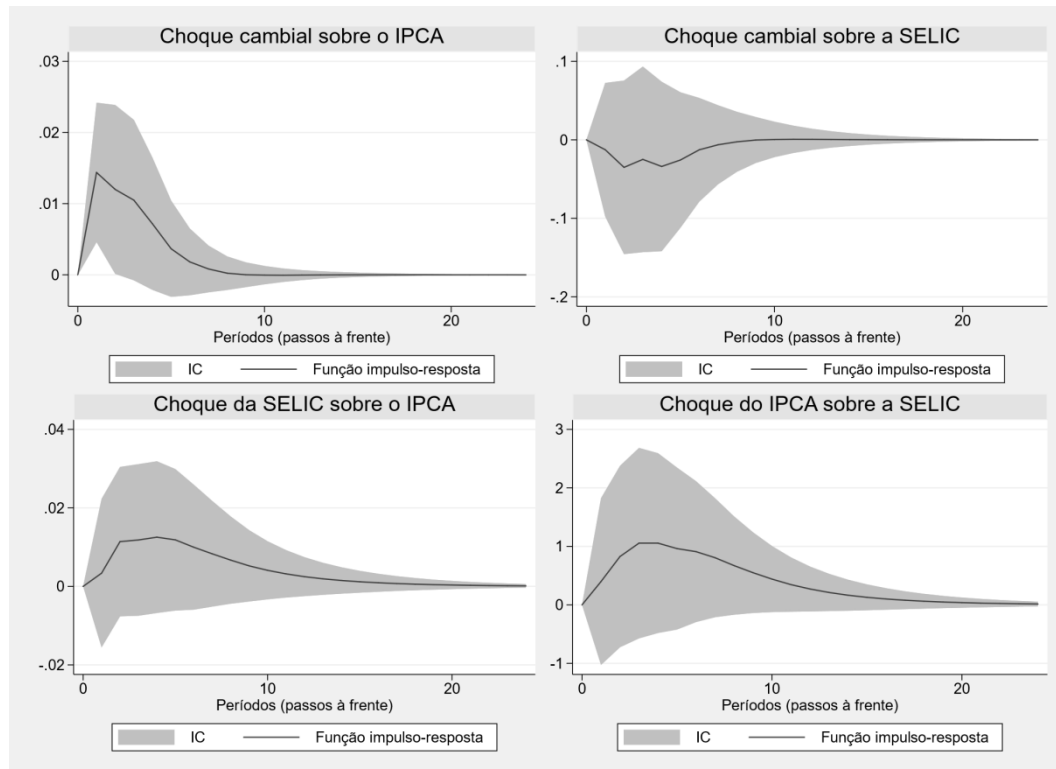 Choque cambial sobre o IPCA
.03
.02
.01
0
0
10
20
Períodos (passos à frente)
IC
Função impulso-resposta
Choque cambial sobre a SELIC
.1
0
-.1
-.2
0
10
20
Períodos (passos à frente)
IC
Função impulso-resposta
Choque da SELIC sobre o IPCA
.04
.02
0
-.02
0
10
20
Períodos (passos à frente)
IC
Função impulso-resposta
Choque do IPCA sobre a SELIC
3
2
1
0
-1
0
10
20
Períodos (passos à frente)
IC
Função impulso-resposta